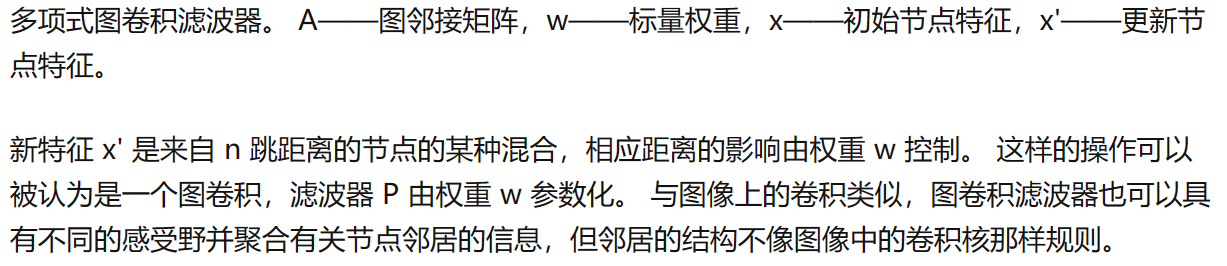 多项式图卷积滤波器。 A——图邻接矩阵，w——标量权重，x——初始节点特征，x'——更新节
点特征。
新特征 x' 是来自 n 跳距离的节点的某种混合，相应距离的影响由权重 w 控制。 这样的操作可以
被认为是一个图卷积，滤波器 P 由权重 w 参数化。 与图像上的卷积类似，图卷积滤波器也可以具
有不同的感受野并聚合有关节点邻居的信息，但邻居的结构不像图像中的卷积核那样规则。